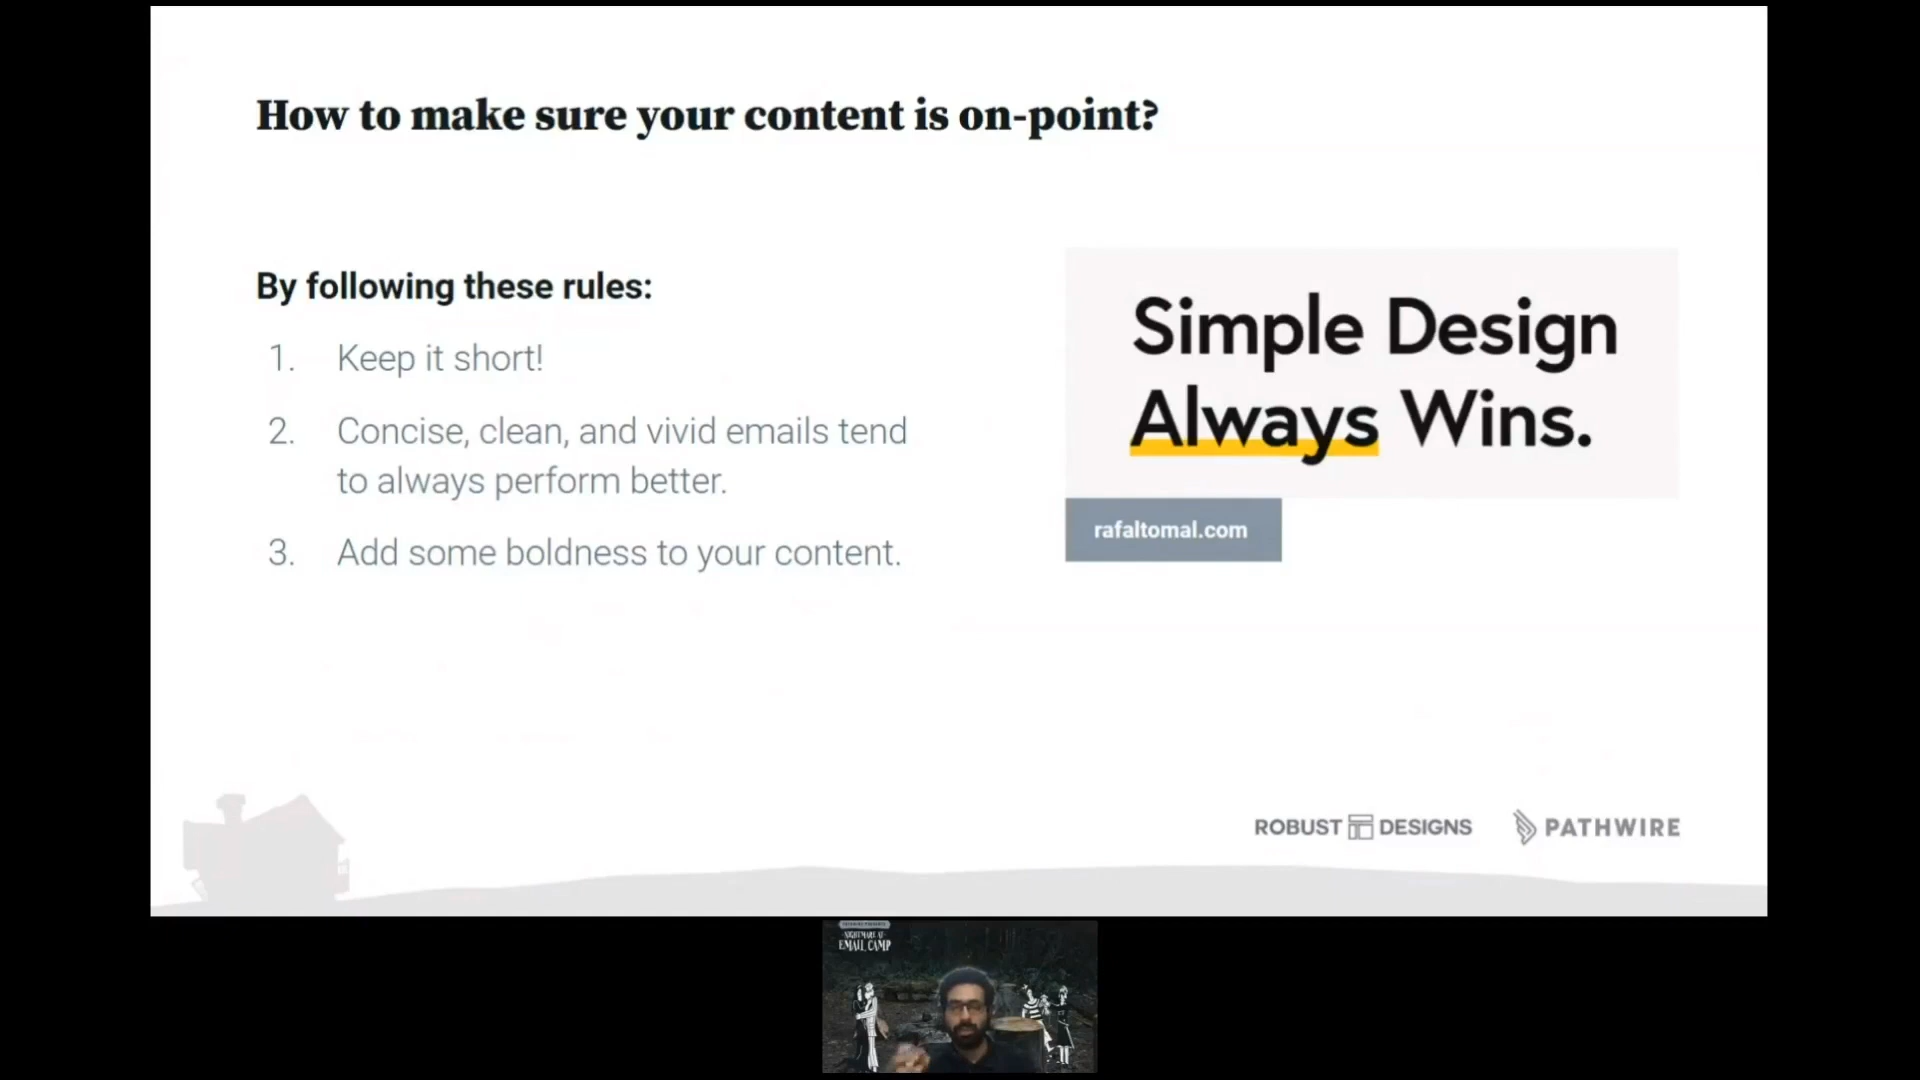 How to make sure your content is on-point?
By following these rules:
1. Keep it short!
2. Concise, clean, and vivid emails tend
to always perform better.
3. Add some boldness to your content.
Simple Design
Always Wins.
rafaltomal.com
ROBUST DESIGNS
PATHWIRE
NIGHTMARE AT
EMAIL CAMP